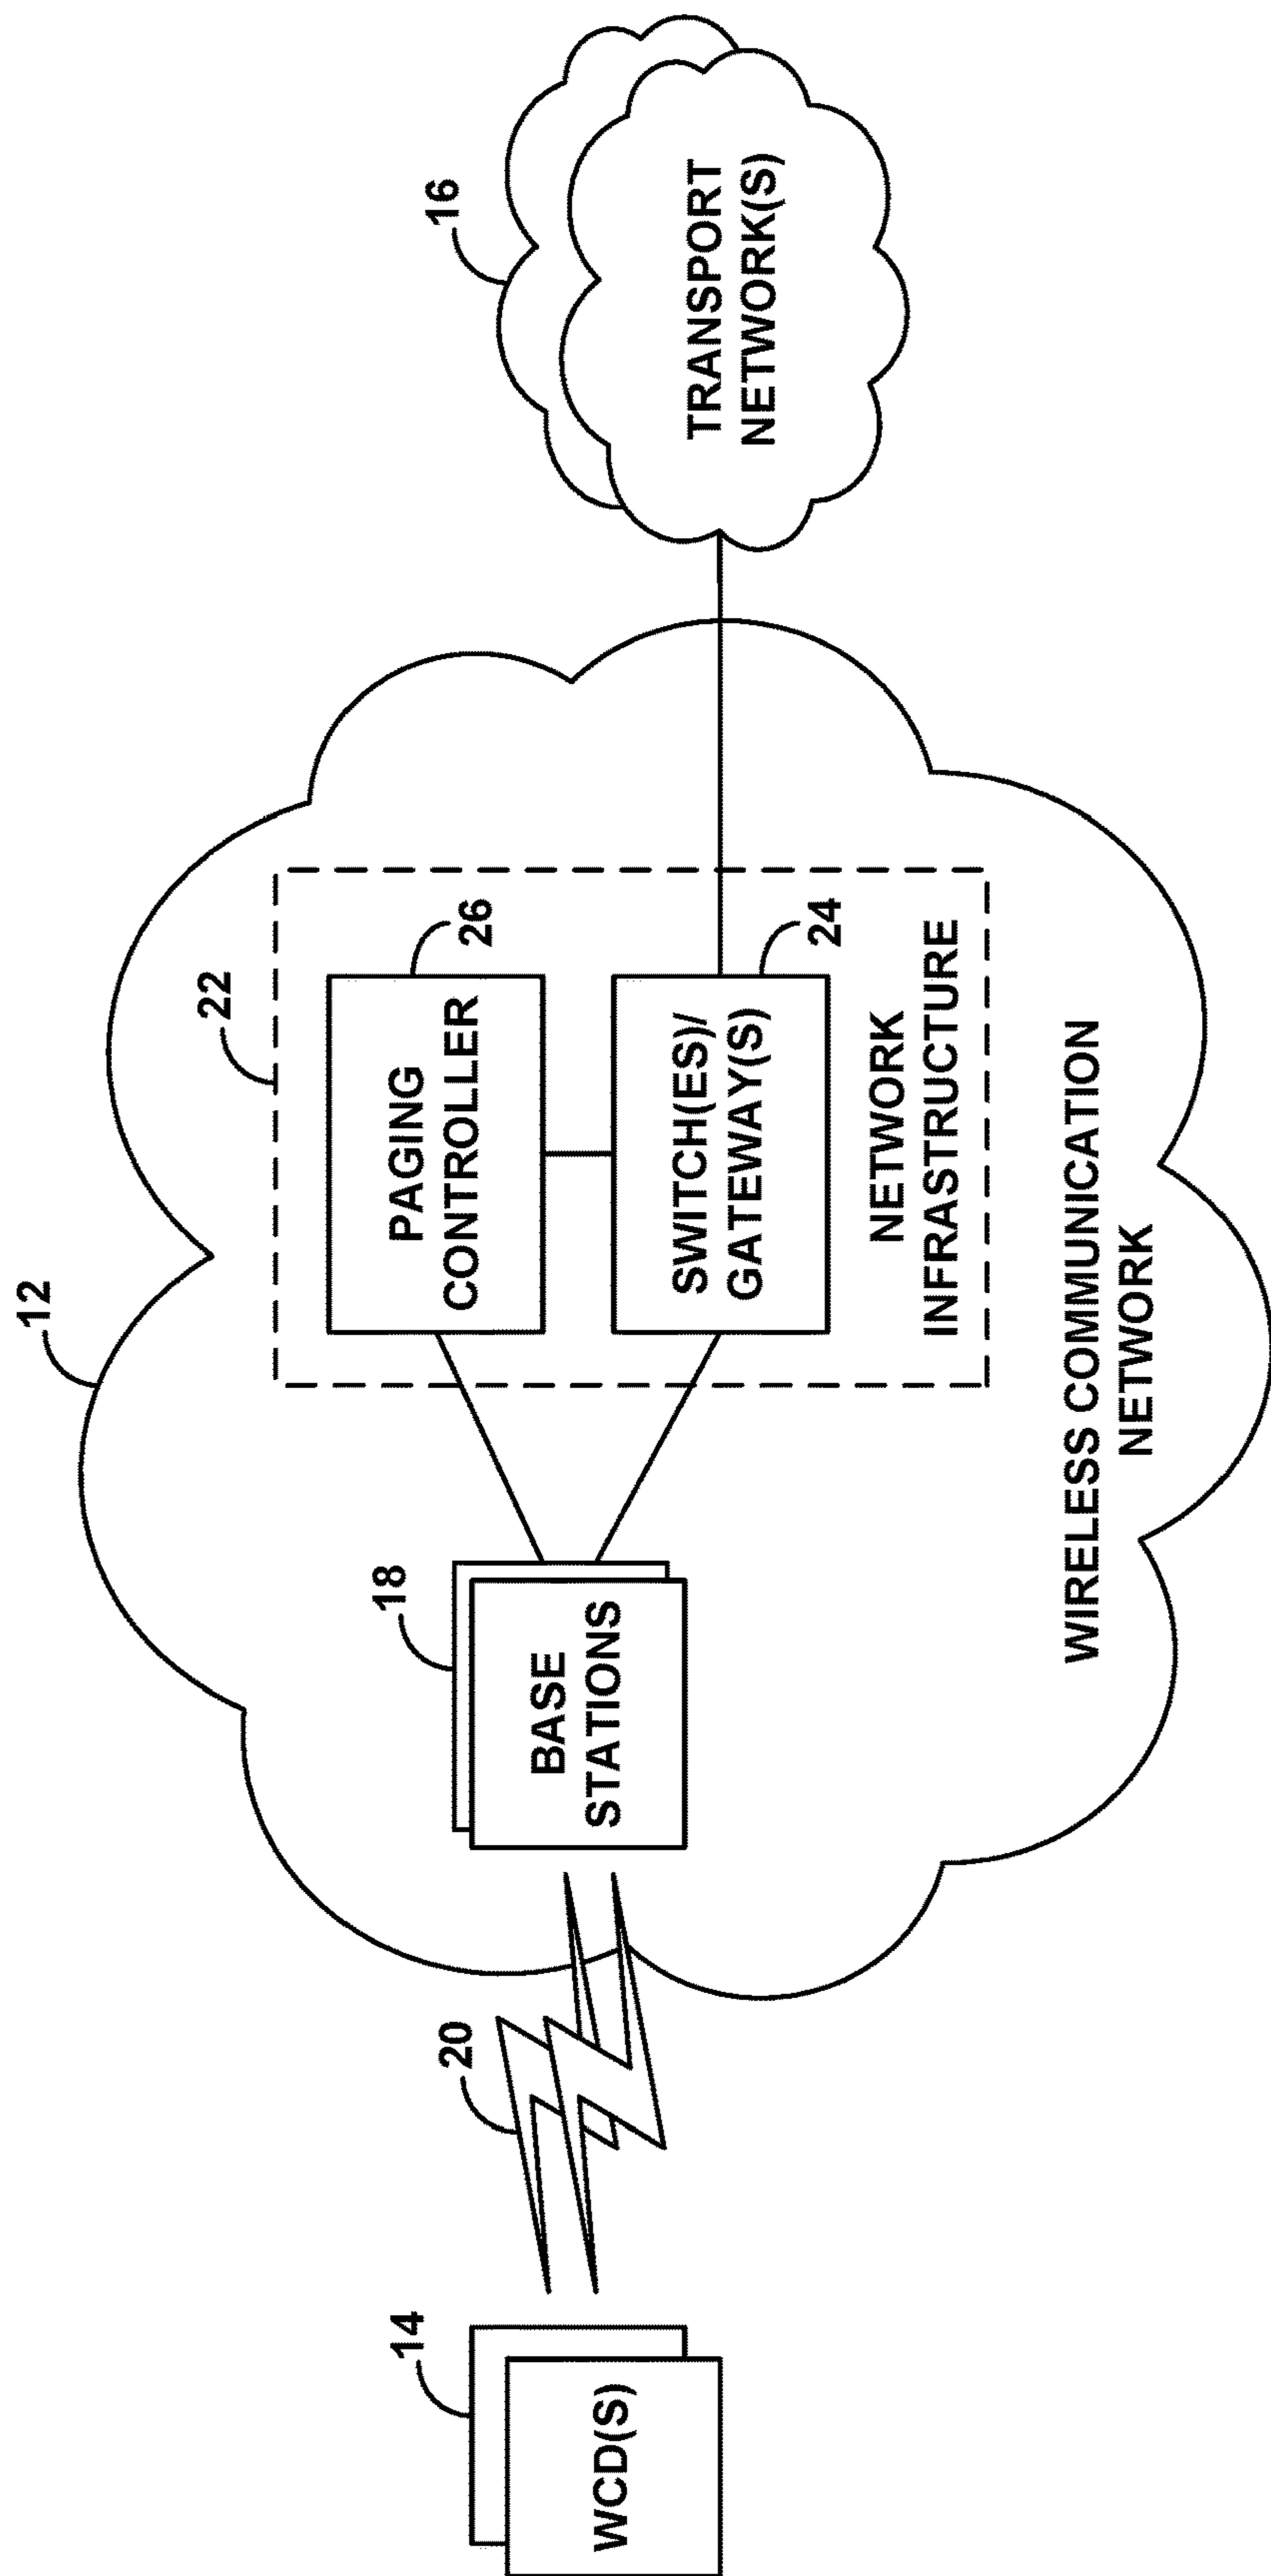 12
22
16
PAGING
CONTROLLER
26
18
BASE
STATIONS
20
14
WCD(S)
SWITCH(ES)/
GATEWAY(S)
24
NETWORK
INFRASTRUCTURE
TRANSPORT
NETWORK(S)
WIRELESS COMMUNICATION
NETWORK